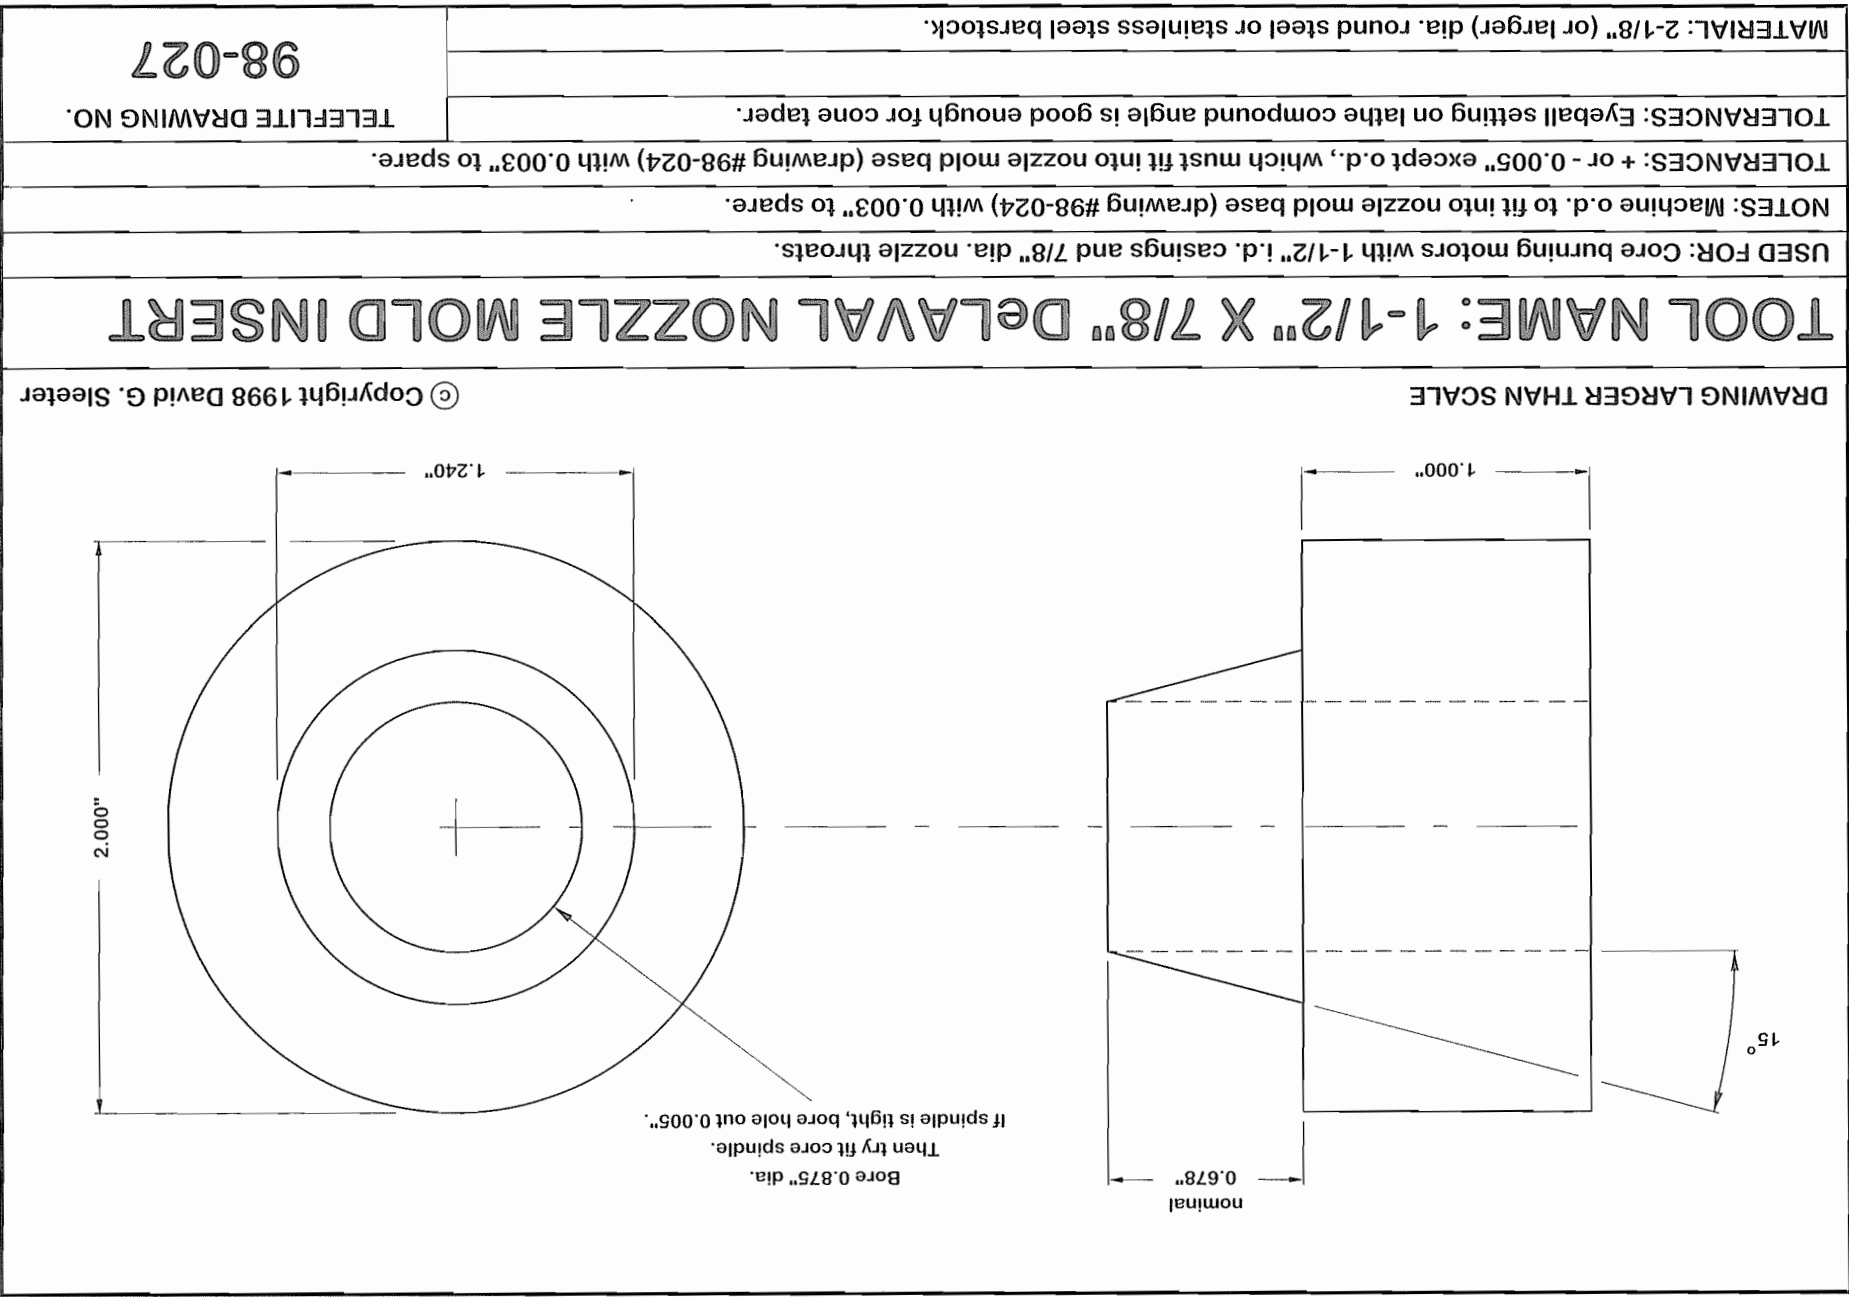 nominal
0.678"
Bore 0.875" dia.
Then try fit core spindle.
If spindle is tight, bore hole out 0.005".
15°
2.000"
1.000"
1.240"
DRAWING LARGER THAN SCALE
© Copyright 1998 David G. Sleeter
TOOL NAME: 1-1/2" X 7/8" DeLAVAL NOZZLE MOLD INSERT
USED FOR: Core burning motors with 1-1/2" i.d. casings and 7/8" dia. nozzle throats.
NOTES: Machine o.d. to fit into nozzle mold base (drawing #98-024) with 0.003" to spare.
TOLERANCES: + or - 0.005" except o.d., which must fit into nozzle mold base (drawing #98-024) with 0.003" to spare.
TOLERANCES: Eyeball setting on lathe compound angle is good enough for cone taper.
MATERIAL: 2-1/8" (or larger) dia. round steel or stainless steel barstock.
TELEFLITE DRAWING NO.
98-027